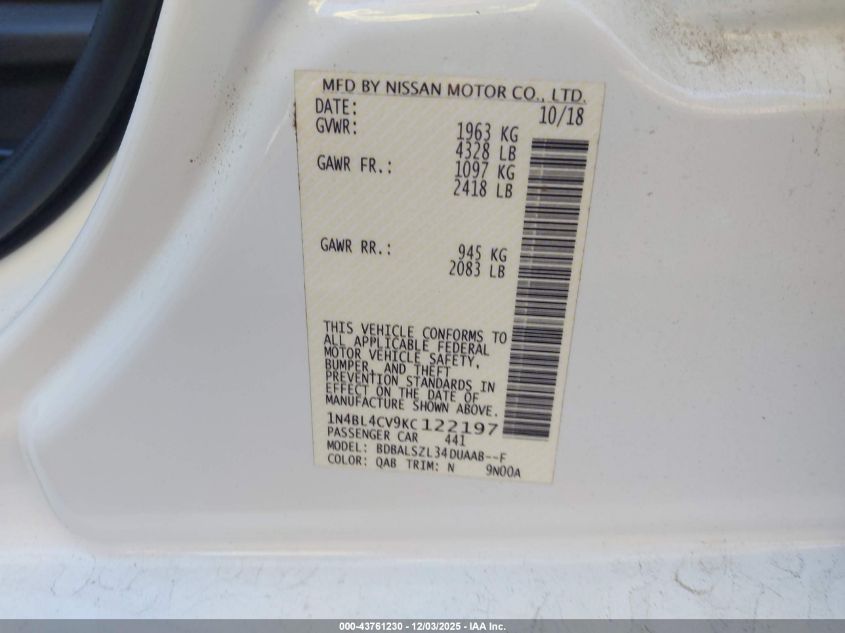 MFD BY NISSAN MOTOR CO., LTD.
DATE: 10/18
GVWR: 1963 KG
4328 LB
GAWR FR.: 1097 KG
2418 LB
GAWR RR.: 945 KG
2083 LB
THIS VEHICLE CONFORMS TO
ALL APPLICABLE FEDERAL
MOTOR VEHICLE SAFETY,
BUMPER, AND THEFT
PREVENTION STANDARDS IN
EFFECT ON THE DATE OF
MANUFACTURE SHOWN ABOVE.
1N4BL4CV9KC122197
PASSENGER CAR 441
MODEL: BDBALSZL34DUAAB--F
COLOR: QAB TRIM: N 9N00A
000-43761230 - 12/03/2025 - IAA Inc.